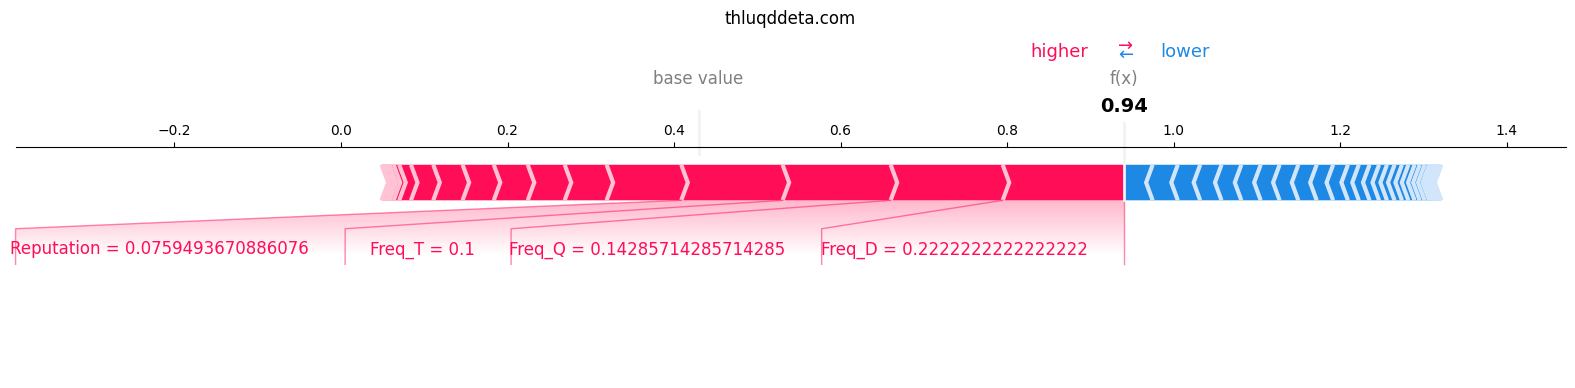 thluqddeta.com
higher → ← lower
base value f(x)
0.94
−0.2 0.0 0.2 0.4 0.6 0.8 1.0 1.2 1.4
Reputation = 0.0759493670886076 Freq_T = 0.1 Freq_Q = 0.14285714285714285 Freq_D = 0.2222222222222222